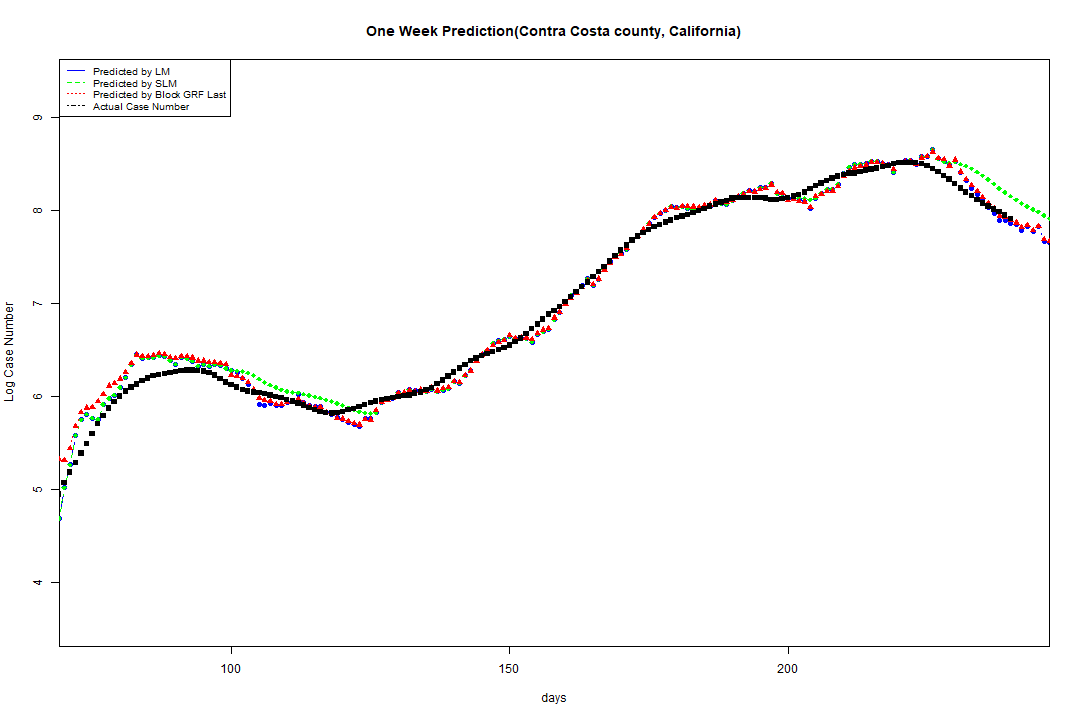 One Week Prediction(Contra Costa county, California)
Predicted by LM
Predicted by SLM
Predicted by Block GRF Last
Actual Case Number
9
8
7
6
5
4
Log Case Number
100 150 200
days